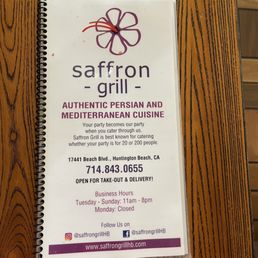 saffron
- grill -
AUTHENTIC PERSIAN AND
MEDITERRANEAN CUISINE
Your party becomes our party
when you cater through us.
Saffron Grill is best known for catering
whether your party is for 20 or 200 people.
17441 Beach Blvd., Huntington Beach, CA
714.843.0655
OPEN FOR TAKE-OUT & DELIVERY!
Business Hours
Tuesday - Sunday: 11am - 8pm
Monday: Closed
Follow Us on
@saffrongrillHB
@saffrongrillHB
www.saffrongrillhb.com